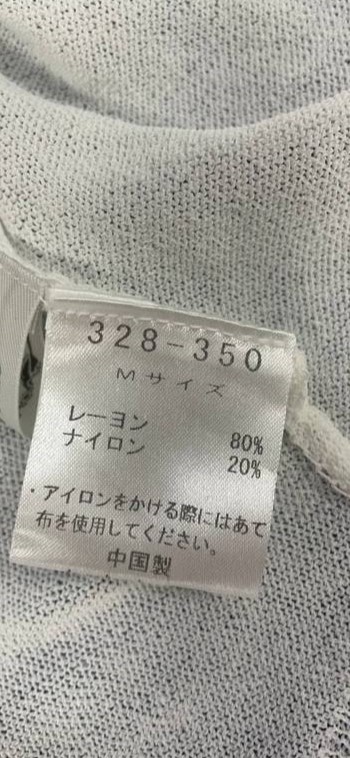 328-350
Mサイズ
レーヨン 80%
ナイロン 20%
・アイロンをかける際にはあて
布を使用してください。
中国製